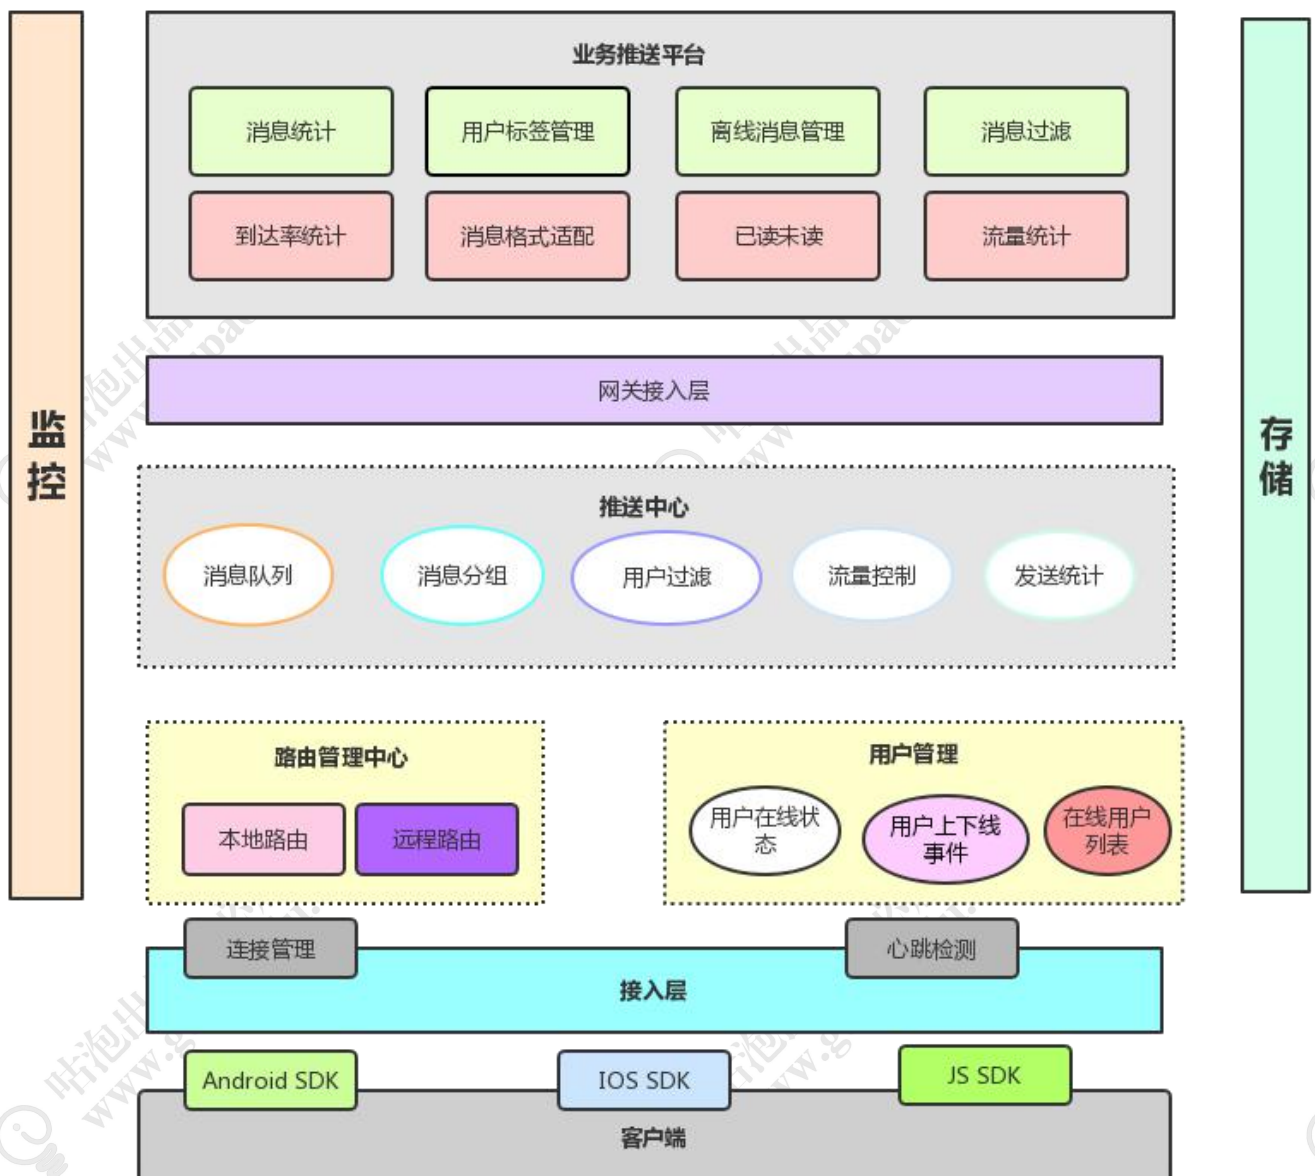 业务推送平台
消息统计
用户标签管理
离线消息管理
消息过滤
到达率统计
消息格式适配
已读未读
流量统计
网关接入层
监
控
存
储
推送中心
消息队列
消息分组
用户过滤
流量控制
发送统计
路由管理中心
本地路由
远程路由
用户管理
用户在线状
态
用户上下线
事件
在线用户
列表
连接管理
心跳检测
接入层
Android SDK
IOS SDK
JS SDK
客户端